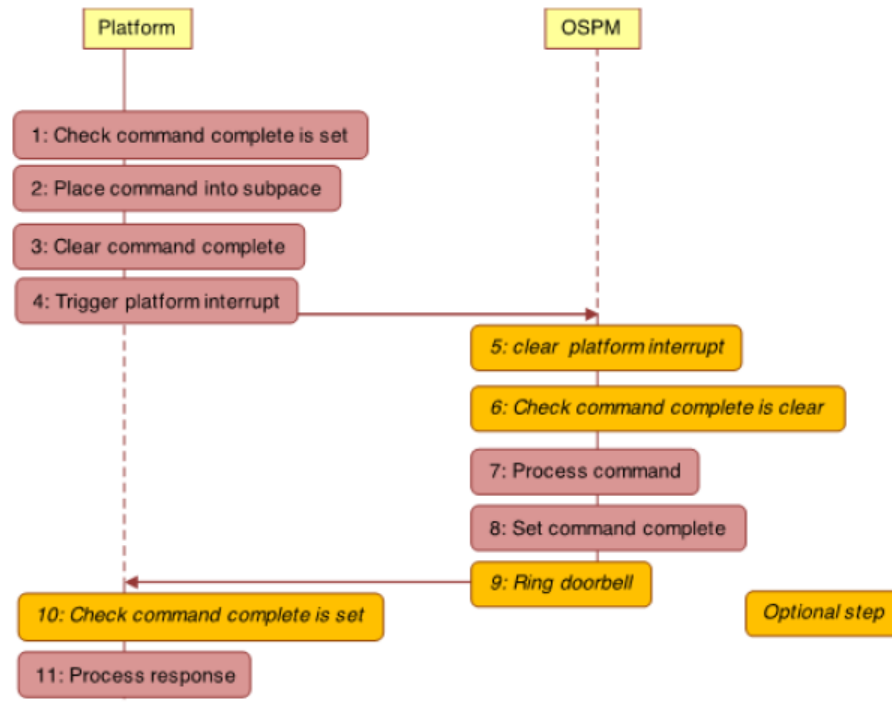 Platform
OSPM
1: Check command complete is set
2: Place command into subpace
3: Clear command complete
4: Trigger platform interrupt
5: clear platform interrupt
6: Check command complete is clear
7: Process command
8: Set command complete
9: Ring doorbell
10: Check command complete is set
Optional step
11: Process response